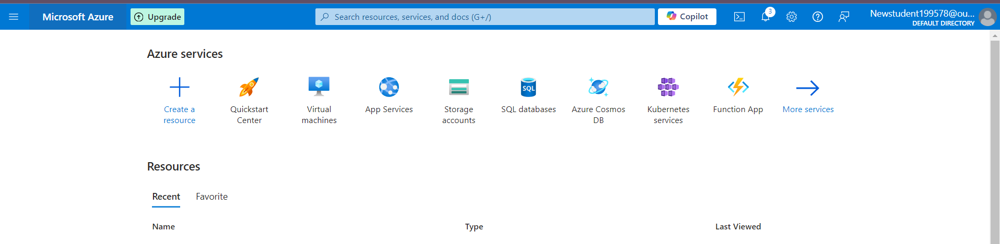 Microsoft Azure
Upgrade
Search resources, services, and docs (G+/)
Copilot
3
Newstudent199578@ou...
DEFAULT DIRECTORY
Azure services
Create a
resource
Quickstart
Center
Virtual
machines
App Services
Storage
accounts
SQL
SQL databases
Azure Cosmos
DB
Kubernetes
services
Function App
More services
Resources
Recent
Favorite
Name
Type
Last Viewed